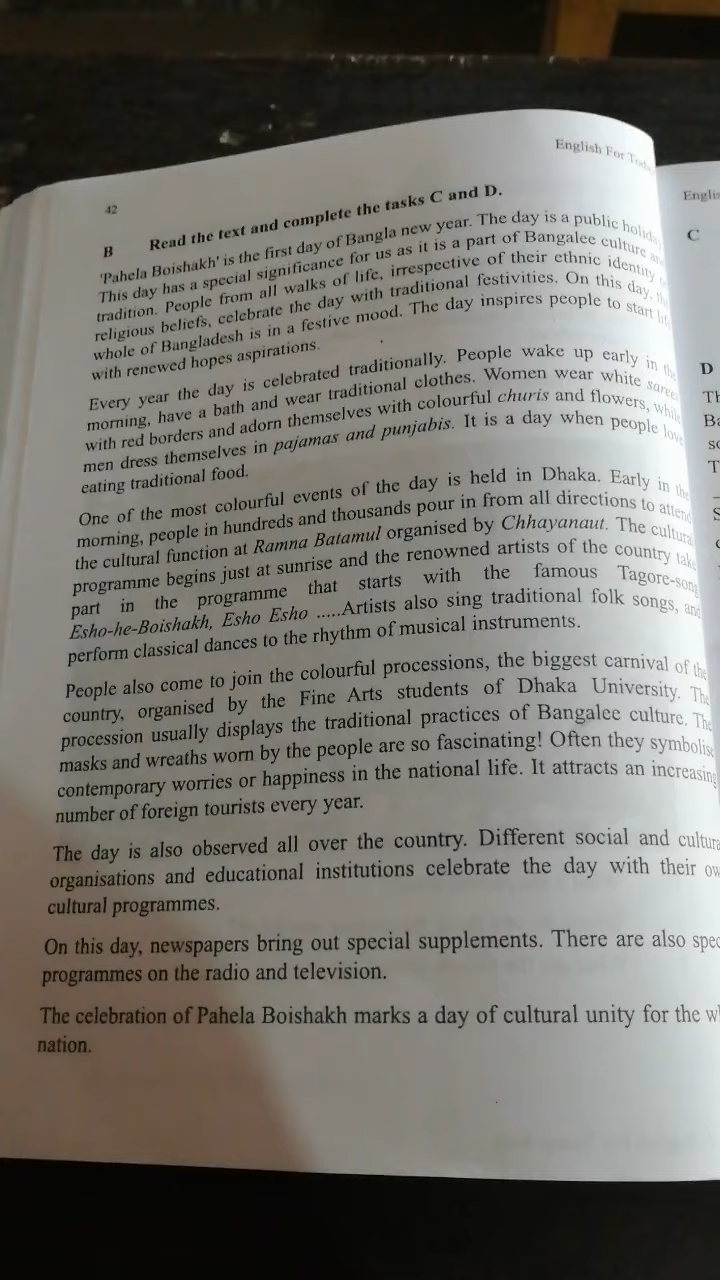 English For Today
42
B Read the text and complete the tasks C and D.
'Pahela Boishakh' is the first day of Bangla new year. The day is a public holiday.
This day has a special significance for us as it is a part of Bangalee culture and
tradition. People from all walks of life, irrespective of their ethnic identity or
religious beliefs, celebrate the day with traditional festivities. On this day, the
whole of Bangladesh is in a festive mood. The day inspires people to start life
with renewed hopes aspirations.
Every year the day is celebrated traditionally. People wake up early in the
morning, have a bath and wear traditional clothes. Women wear white sarees
with red borders and adorn themselves with colourful churis and flowers, while
men dress themselves in pajamas and punjabis. It is a day when people love
eating traditional food.
One of the most colourful events of the day is held in Dhaka. Early in the
morning, people in hundreds and thousands pour in from all directions to attend
the cultural function at Ramna Batamul organised by Chhayanaut. The cultural
programme begins just at sunrise and the renowned artists of the country take
part in the programme that starts with the famous Tagore-song
Esho-he-Boishakh, Esho Esho .....Artists also sing traditional folk songs, and
perform classical dances to the rhythm of musical instruments.
People also come to join the colourful processions, the biggest carnival of the
country, organised by the Fine Arts students of Dhaka University. The
procession usually displays the traditional practices of Bangalee culture. The
masks and wreaths worn by the people are so fascinating! Often they symbolise
contemporary worries or happiness in the national life. It attracts an increasing
number of foreign tourists every year.
The day is also observed all over the country. Different social and cultura
organisations and educational institutions celebrate the day with their ow
cultural programmes.
On this day, newspapers bring out special supplements. There are also spec
programmes on the radio and television.
The celebration of Pahela Boishakh marks a day of cultural unity for the w
nation.
Englis
C
D
Th
Ba
so
T
S